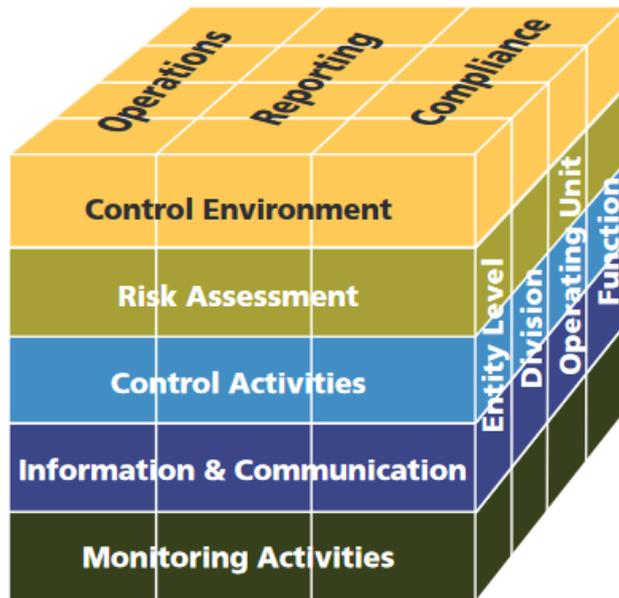 Operations
Reporting
Compliance
Control Environment
Risk Assessment
Control Activities
Information & Communication
Monitoring Activities
Entity Level
Division
Operating Unit
Function